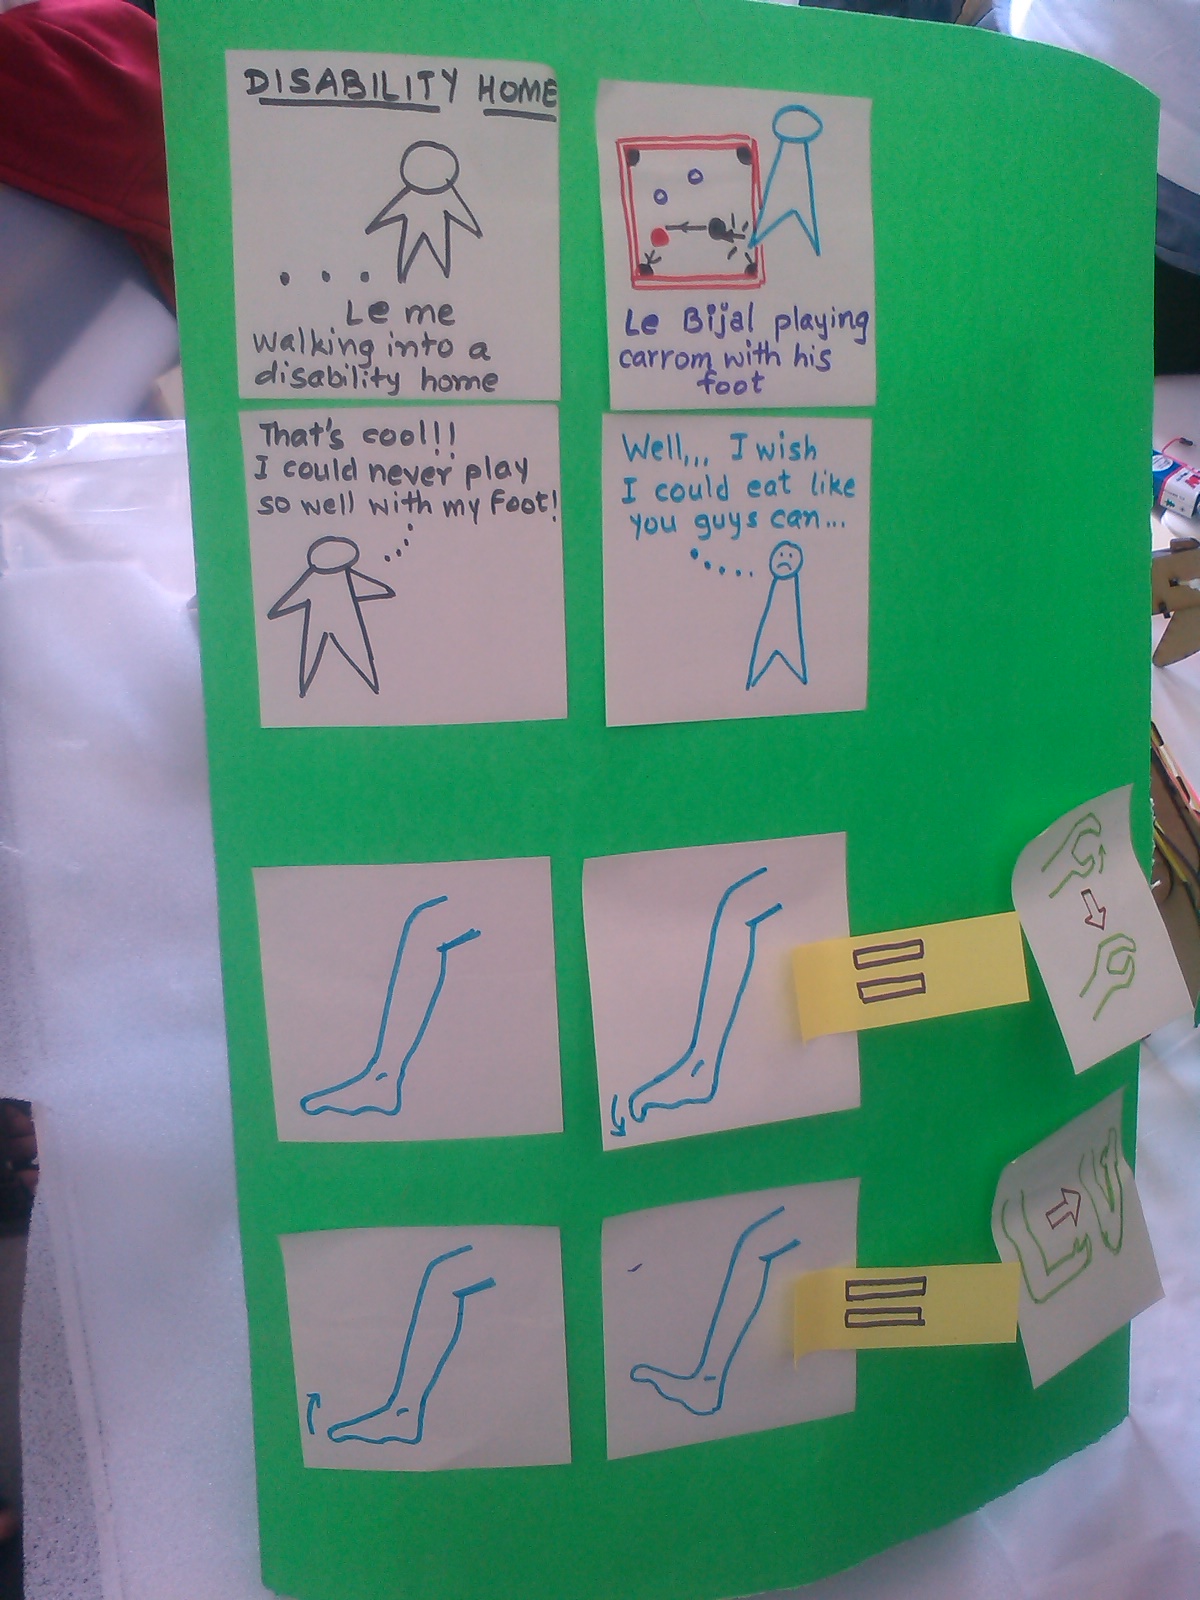 DISABILITY HOME
Le me
walking into a
disability home
Le Bijal playing
carrom with his
foot
That's cool!!
I could never play
so well with my foot!
Well,,, I wish
I could eat like
you guys can...